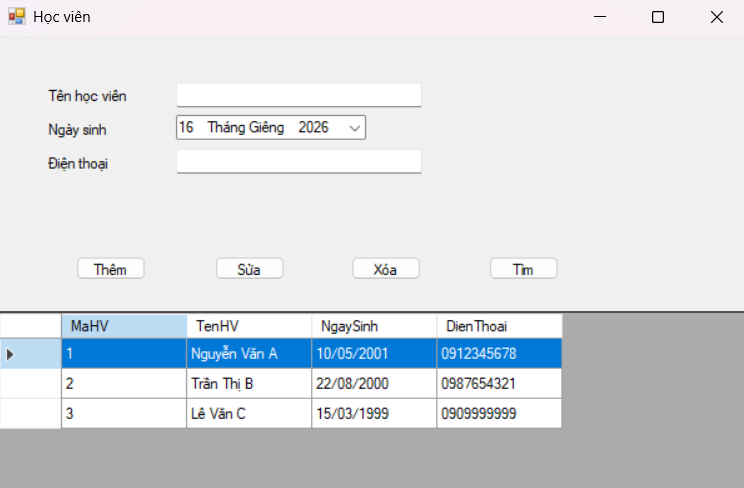 Học viên
Tên học viên
Ngày sinh 16 Tháng Giêng 2026
Điện thoại
Thêm Sửa Xóa Tìm
MaHV TenHV NgaySinh DienThoai
1 Nguyễn Văn A 10/05/2001 0912345678
2 Trần Thị B 22/08/2000 0987654321
3 Lê Văn C 15/03/1999 0909999999